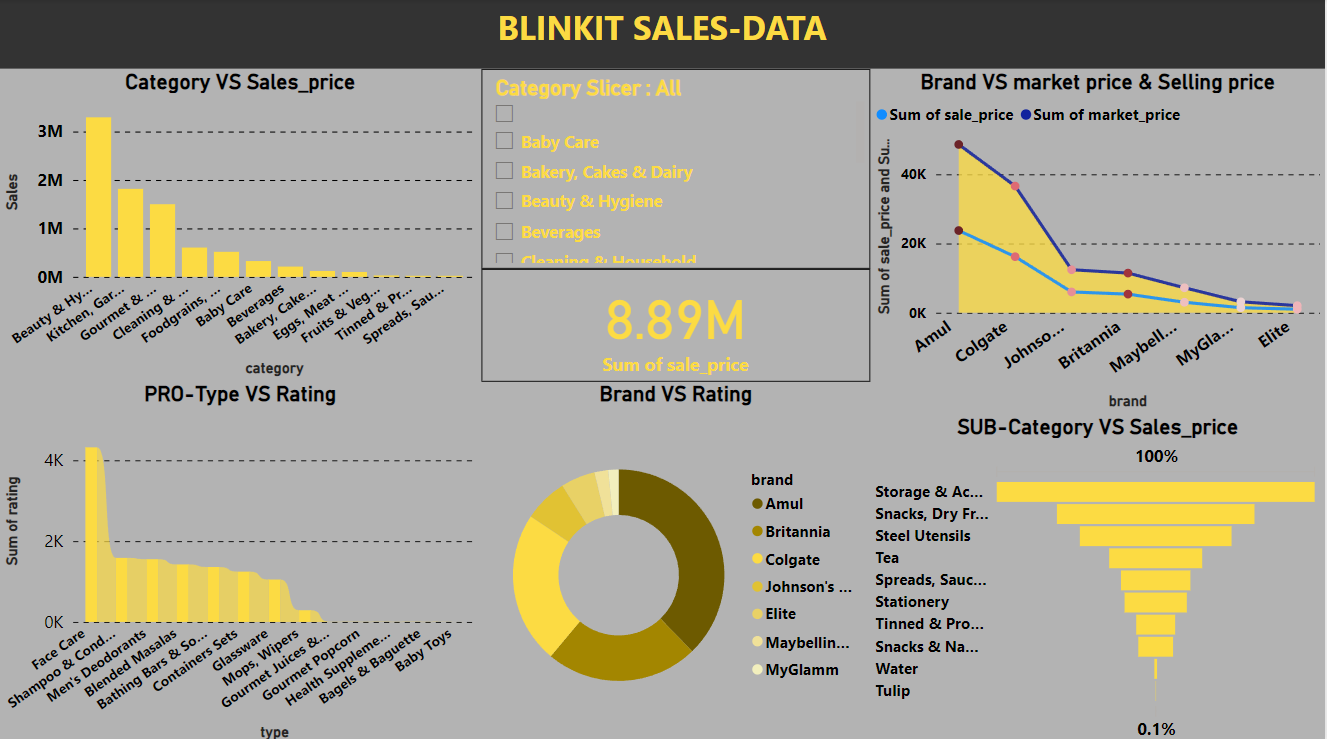 BLINKIT SALES-DATA
Category VS Sales_price
3M
2M
1M
0M
Sales
Beauty & Hy...
Kitchen, Gar...
Gourmet & ...
Cleaning & ...
Foodgrains, ...
Baby Care
Beverages
Bakery, Cake...
Eggs, Meat ...
Fruits & Veg...
Tinned & Pr...
Spreads, Sau...
category
Category Slicer : All
Baby Care
Bakery, Cakes & Dairy
Beauty & Hygiene
Beverages
Cleaning & Household
8.89M
Sum of sale_price
Brand VS market price & Selling price
Sum of sale_price Sum of market_price
Sum of sale_price and Su...
40K
20K
0K
Amul
Colgate
Johnso...
Britannia
Maybell...
MyGla...
Elite
brand
PRO-Type VS Rating
4K
2K
0K
Sum of rating
Face Care
Shampoo & Cond...
Men's Deodorants
Blended Masalas
Bathing Bars & So...
Containers Sets
Glassware
Mops, Wipers
Gourmet Juices &...
Gourmet Popcorn
Health Suppleme...
Bagels & Baguette
Baby Toys
type
Brand VS Rating
brand
Amul
Britannia
Colgate
Johnson's ...
Elite
Maybellin...
MyGlamm
SUB-Category VS Sales_price
100%
Storage & Ac...
Snacks, Dry Fr...
Steel Utensils
Tea
Spreads, Sauc...
Stationery
Tinned & Pro...
Snacks & Na...
Water
Tulip
0.1%